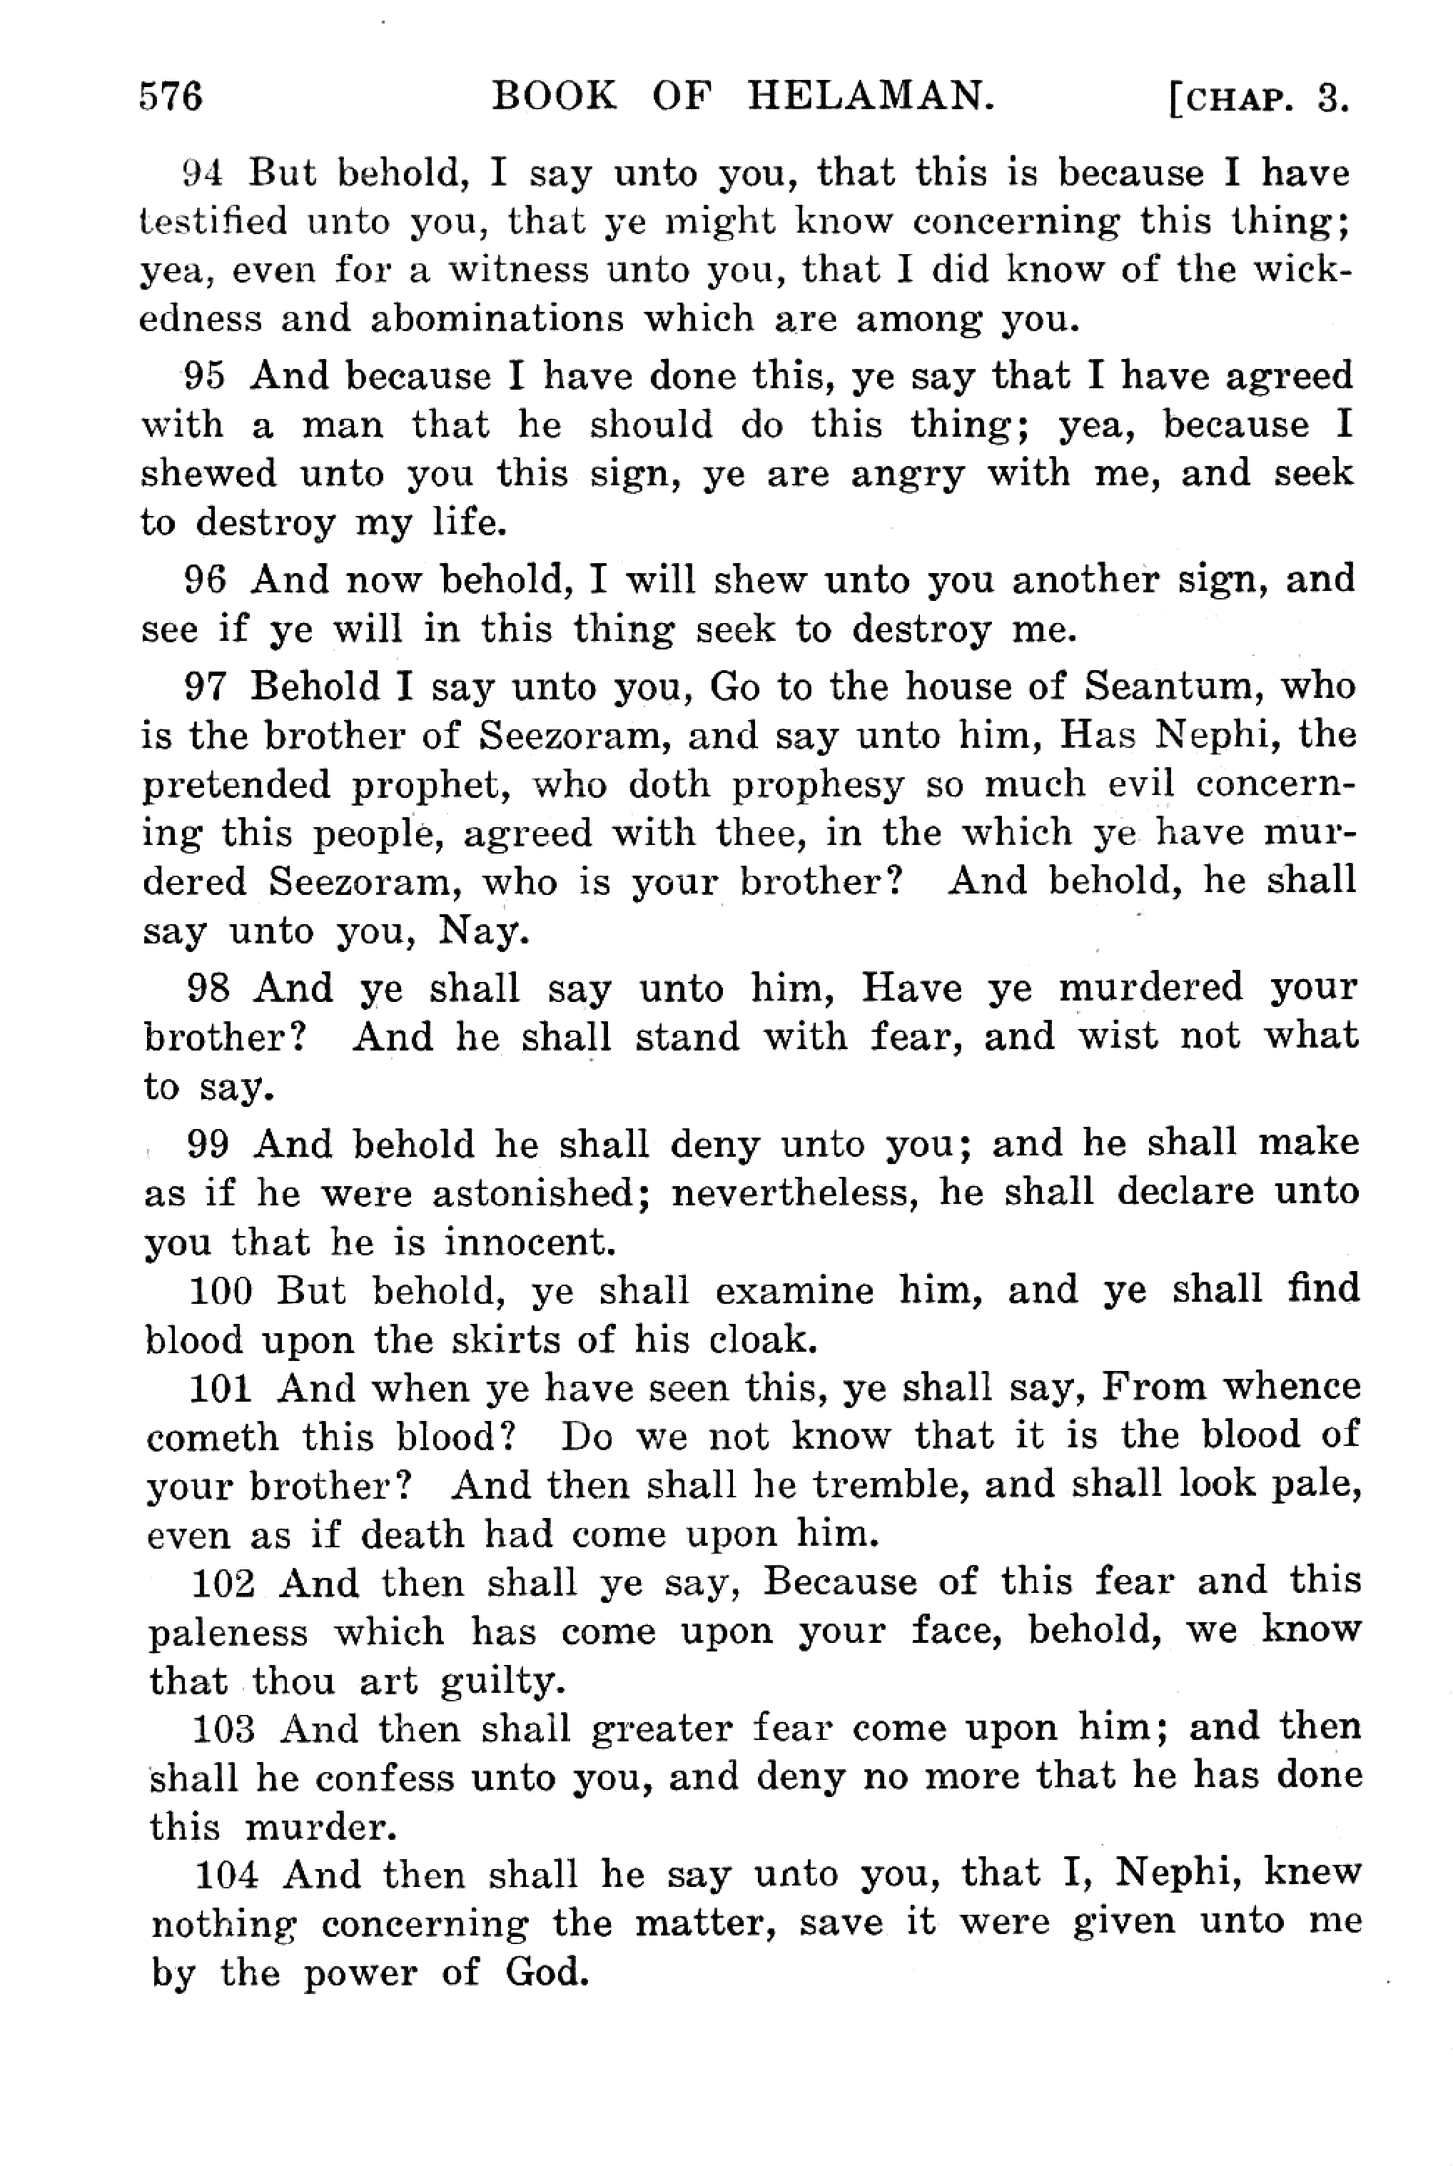 576 BOOK OF HELAMAN. [CHAP. 3.
94 But behold, I say unto you, that this is because I have
testified unto you, that ye might know concerning this thing;
yea, even for a witness unto you, that I did know of the wick-
edness and abominations which are among you.
95 And because I have done this, ye say that I have agreed
with a man that he should do this thing; yea, because I
shewed unto you this sign, ye are angry with me, and seek
to destroy my life.
96 And now behold, I will shew unto you another sign, and
see if ye will in this thing seek to destroy me.
97 Behold I say unto you, Go to the house of Seantum, who
is the brother of Seezoram, and say unto him, Has Nephi, the
pretended prophet, who doth prophesy so much evil concern-
ing this people, agreed with thee, in the which ye have mur-
dered Seezoram, who is your brother? And behold, he shall
say unto you, Nay.
98 And ye shall say unto him, Have ye murdered your
brother? And he shall stand with fear, and wist not what
to say.
99 And behold he shall deny unto you; and he shall make
as if he were astonished; nevertheless, he shall declare unto
you that he is innocent.
100 But behold, ye shall examine him, and ye shall find
blood upon the skirts of his cloak.
101 And when ye have seen this, ye shall say, From whence
cometh this blood? Do we not know that it is the blood of
your brother? And then shall he tremble, and shall look pale,
even as if death had come upon him.
102 And then shall ye say, Because of this fear and this
paleness which has come upon your face, behold, we know
that thou art guilty.
103 And then shall greater fear come upon him; and then
shall he confess unto you, and deny no more that he has done
this murder.
104 And then shall he say unto you, that I, Nephi, knew
nothing concerning the matter, save it were given unto me
by the power of God.